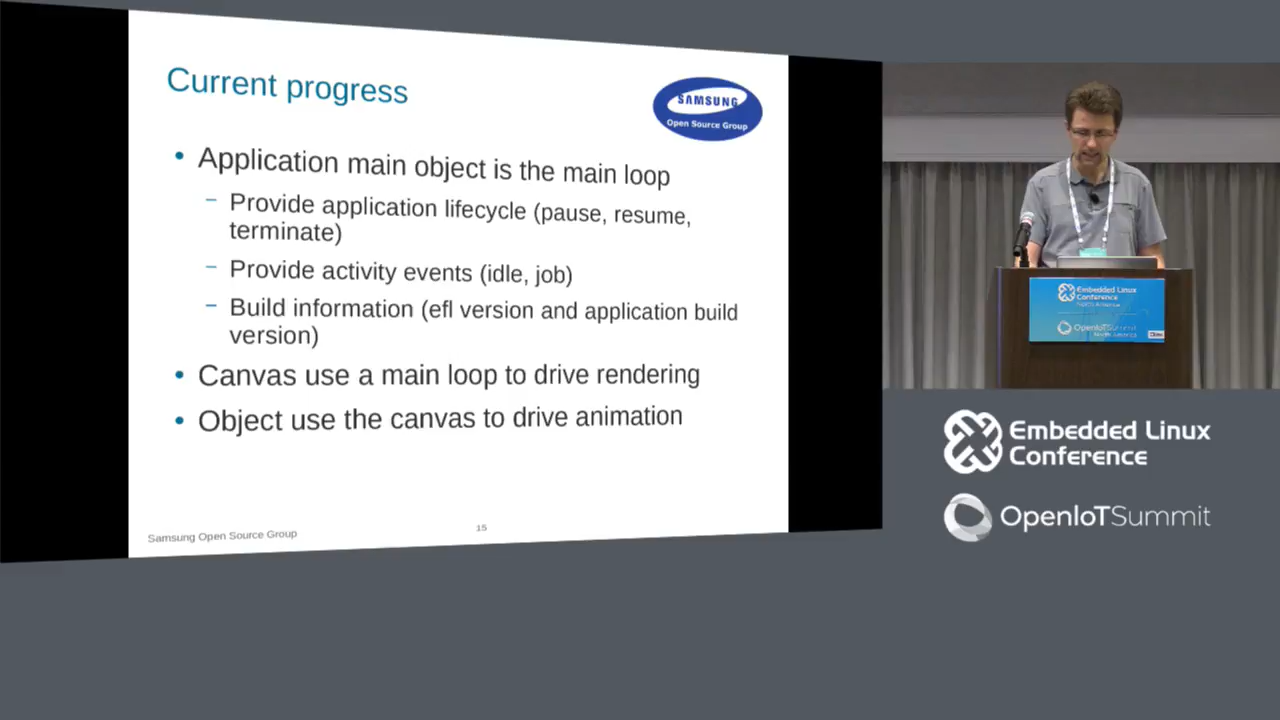 Current progress
SAMSUNG
Open Source Group
• Application main object is the main loop
– Provide application lifecycle (pause, resume,
terminate)
– Provide activity events (idle, job)
– Build information (efl version and application build
version)
• Canvas use a main loop to drive rendering
• Object use the canvas to drive animation
Samsung Open Source Group
15
Embedded Linux
Conference
OpenIoTSummit
North America
Embedded Linux
Conference
OpenIoTSummit